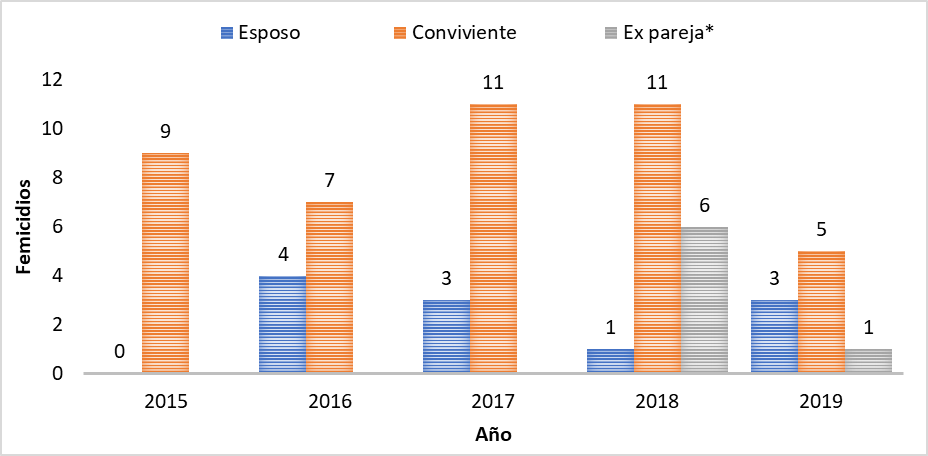 Esposo Conviviente Ex pareja*
12
10
8
6
4
2
0
Femicidios
0 9
4 7
3 11
1 11 6
3 5 1
2015 2016 2017 2018 2019
Año